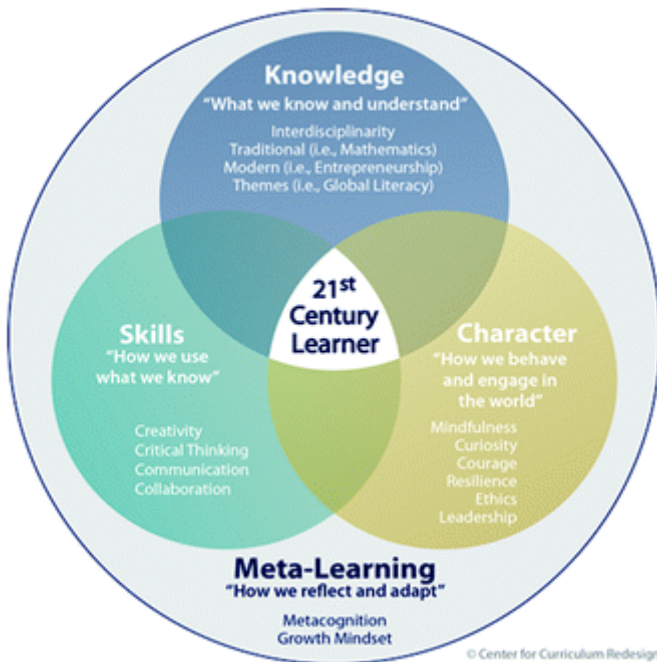 Knowledge
"What we know and understand"
Interdisciplinarity
Traditional (i.e., Mathematics)
Modern (i.e., Entrepreneurship)
Themes (i.e., Global Literacy)
21st
Century
Learner
Skills
"How we use
what we know"
Creativity
Critical Thinking
Communication
Collaboration
Character
"How we behave
and engage in
the world"
Mindfulness
Curiosity
Courage
Resilience
Ethics
Leadership
Meta-Learning
"How we reflect and adapt"
Metacognition
Growth Mindset
© Center for Curriculum Redesign